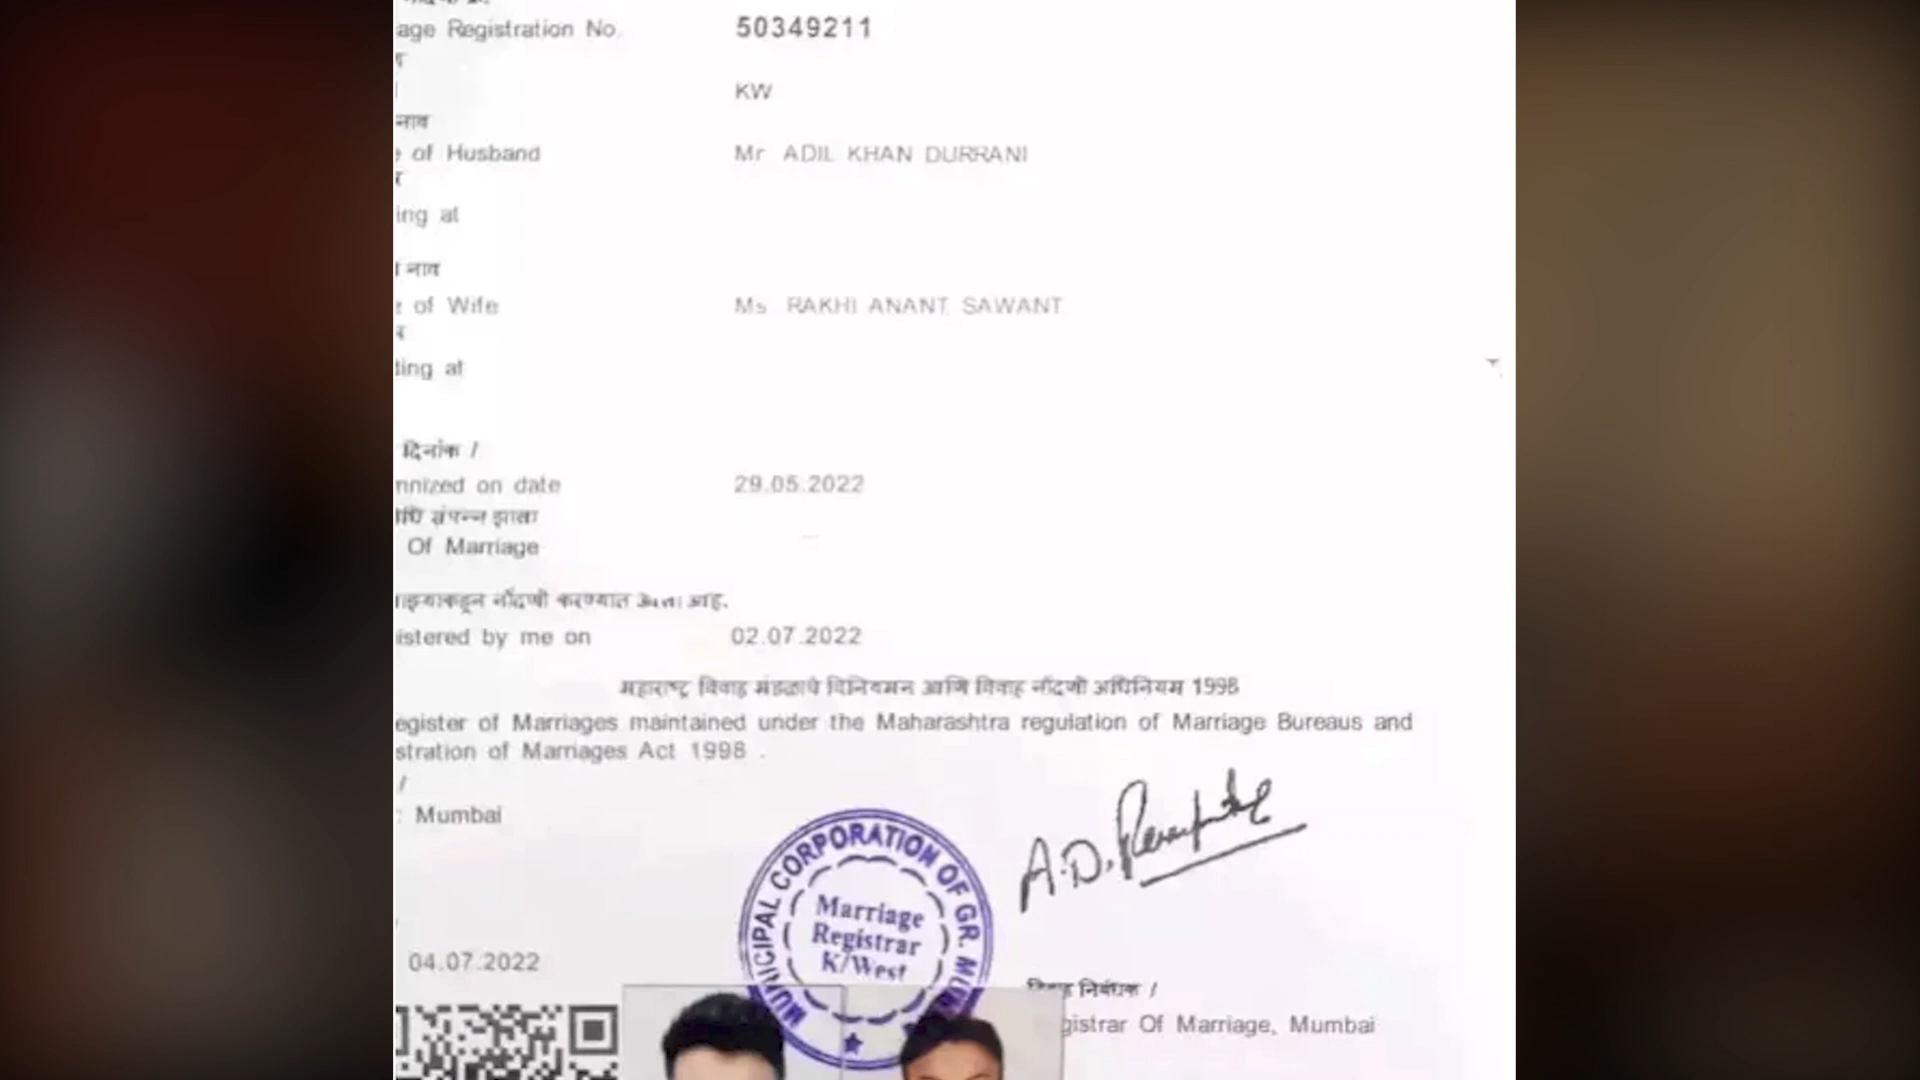 age Registration No. 50349211
KW
नाव
of Husband Mr ADIL KHAN DURRANI
ing at
नाव
of Wife Ms. RAKHI ANANT SAWANT
ding at
दिनांक /
mnized on date 29.05.2022
संपन्न झाला
Of Marriage
नोंदणी करण्यात
istered by me on 02.07.2022
महाराष्ट्र विवाह मंडळाचे विनियमन आणि विवाह नोंदणी अधिनियम 1998
egister of Marriages maintained under the Maharashtra regulation of Marriage Bureaus and
stration of Marriages Act 1998 .
/
: Mumbai
A.D.
MUNICIPAL CORPORATION OF GR.
Marriage
Registrar
K/West
04.07.2022
निबंधक /
gistrar Of Marriage, Mumbai